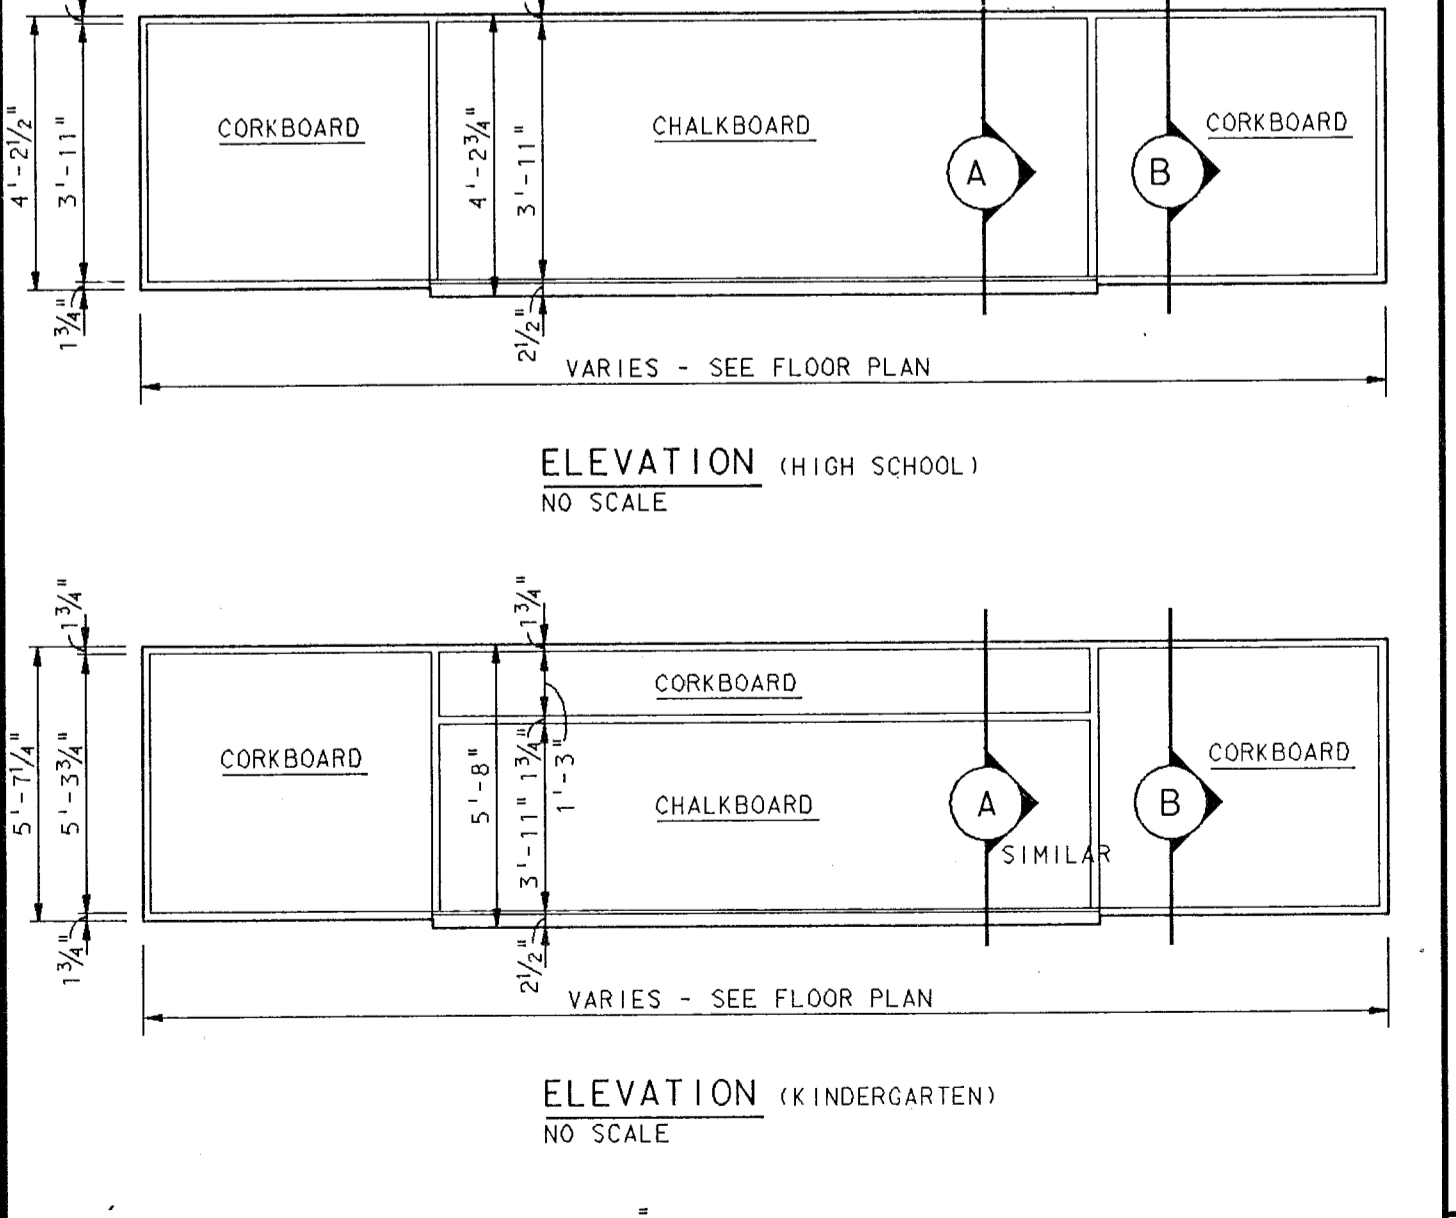 4'-2½"
3'-11"
1¾"
CORKBOARD
4'-2¾"
3'-11"
2½"
CHALKBOARD
A
B
CORKBOARD
VARIES - SEE FLOOR PLAN
ELEVATION (HIGH SCHOOL)
NO SCALE
1¾"
5'-7¼"
5'-3¾"
1¾"
CORKBOARD
1¾"
CORKBOARD
5'-8"
3'-11"
1¾"
1'-3"
2½"
CHALKBOARD
A
SIMILAR
B
CORKBOARD
VARIES - SEE FLOOR PLAN
ELEVATION (KINDERGARTEN)
NO SCALE